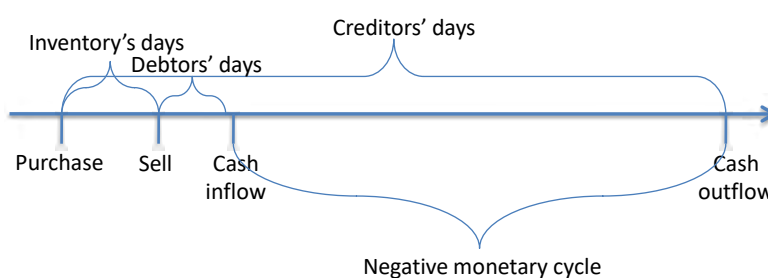 Creditors’ days
Inventory’s days
Debtors’ days
Purchase
Sell
Cash
inflow
Cash
outflow
Negative monetary cycle